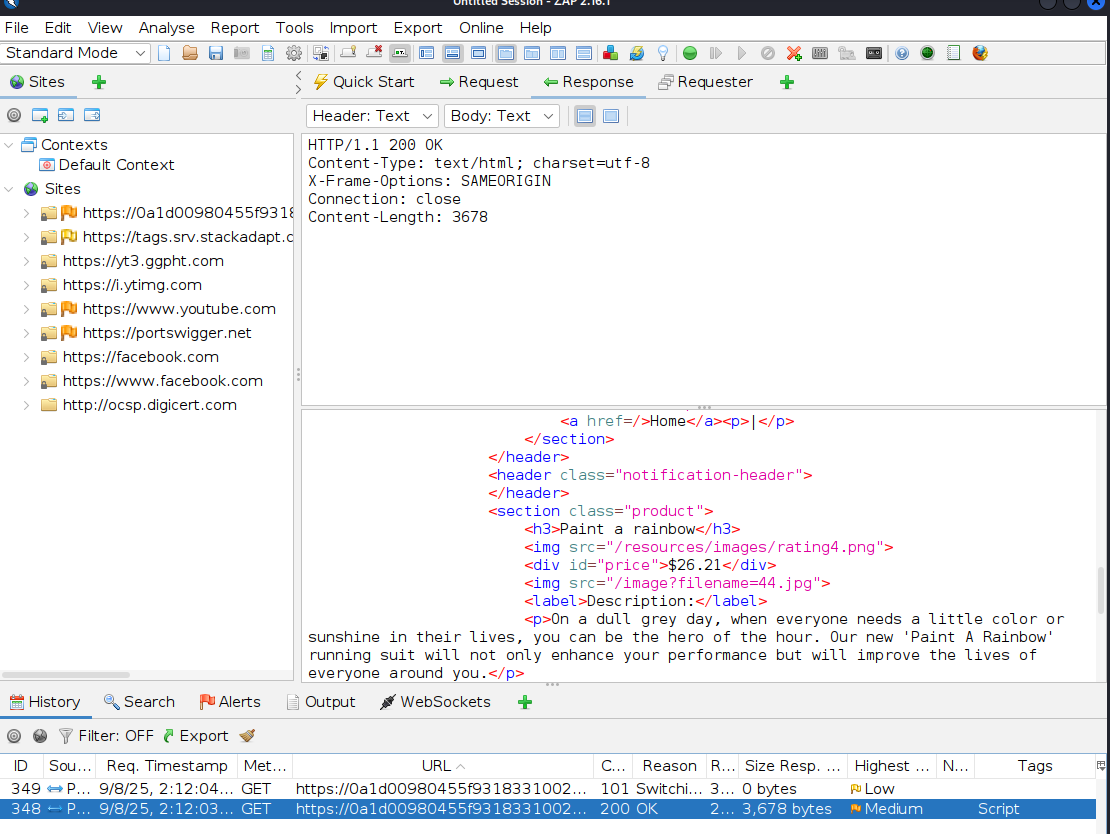 Untitled Session - ZAP 2.16.1
File Edit View Analyse Report Tools Import Export Online Help
Standard Mode
Sites
Quick Start Request Response Requester
Header: Text Body: Text
Contexts
Default Context
Sites
https://0a1d00980455f9318
https://tags.srv.stackadapt.c
https://yt3.ggpht.com
https://i.ytimg.com
https://www.youtube.com
https://portswigger.net
https://facebook.com
https://www.facebook.com
http://ocsp.digicert.com
HTTP/1.1 200 OK
Content-Type: text/html; charset=utf-8
X-Frame-Options: SAMEORIGIN
Connection: close
Content-Length: 3678
<a href=/>Home</a><p>|</p>
</section>
</header>
<header class="notification-header">
</header>
<section class="product">
<h3>Paint a rainbow</h3>
<img src="/resources/images/rating4.png">
<div id="price">$26.21</div>
<img src="/image?filename=44.jpg">
<label>Description:</label>
<p>On a dull grey day, when everyone needs a little color or
sunshine in their lives, you can be the hero of the hour. Our new 'Paint A Rainbow'
running suit will not only enhance your performance but will improve the lives of
everyone around you.</p>
History Search Alerts Output WebSockets
Filter: OFF Export
ID Sou... Req. Timestamp Met... URL C... Reason R... Size Resp. ... Highest ... N... Tags
349 P... 9/8/25, 2:12:04... GET https://0a1d00980455f9318331002... 101 Switchi... 3... 0 bytes Low
348 P... 9/8/25, 2:12:03... GET https://0a1d00980455f9318331002... 200 OK 2... 3,678 bytes Medium Script